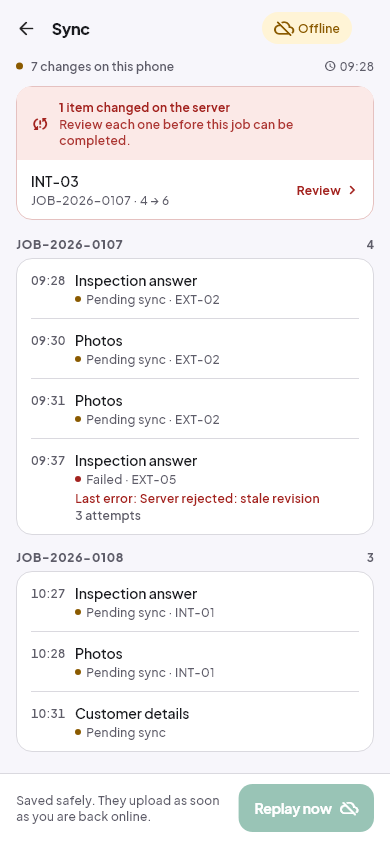 Sync
Offline
7 changes on this phone
09:28
1 item changed on the server
Review each one before this job can be
completed.
INT-03
JOB-2026-0107 · 4 → 6
Review
JOB-2026-0107
4
09:28 Inspection answer
Pending sync · EXT-02
09:30 Photos
Pending sync · EXT-02
09:31 Photos
Pending sync · EXT-02
09:37 Inspection answer
Failed · EXT-05
Last error: Server rejected: stale revision
3 attempts
JOB-2026-0108
3
10:27 Inspection answer
Pending sync · INT-01
10:28 Photos
Pending sync · INT-01
10:31 Customer details
Pending sync
Saved safely. They upload as soon
as you are back online.
Replay now